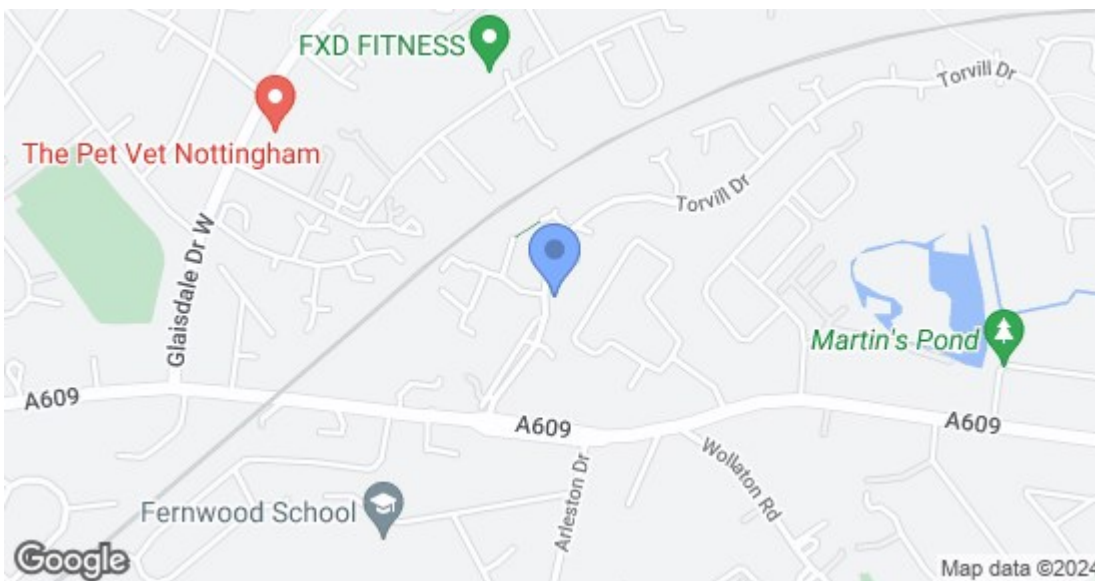 FXD FITNESS
The Pet Vet Nottingham
Torvill Dr
Torvill Dr
Glaisdale Dr W
Martin's Pond
A609
A609
A609
Wollaton Rd
Arleston Dr
Fernwood School
Google
Map data ©2024